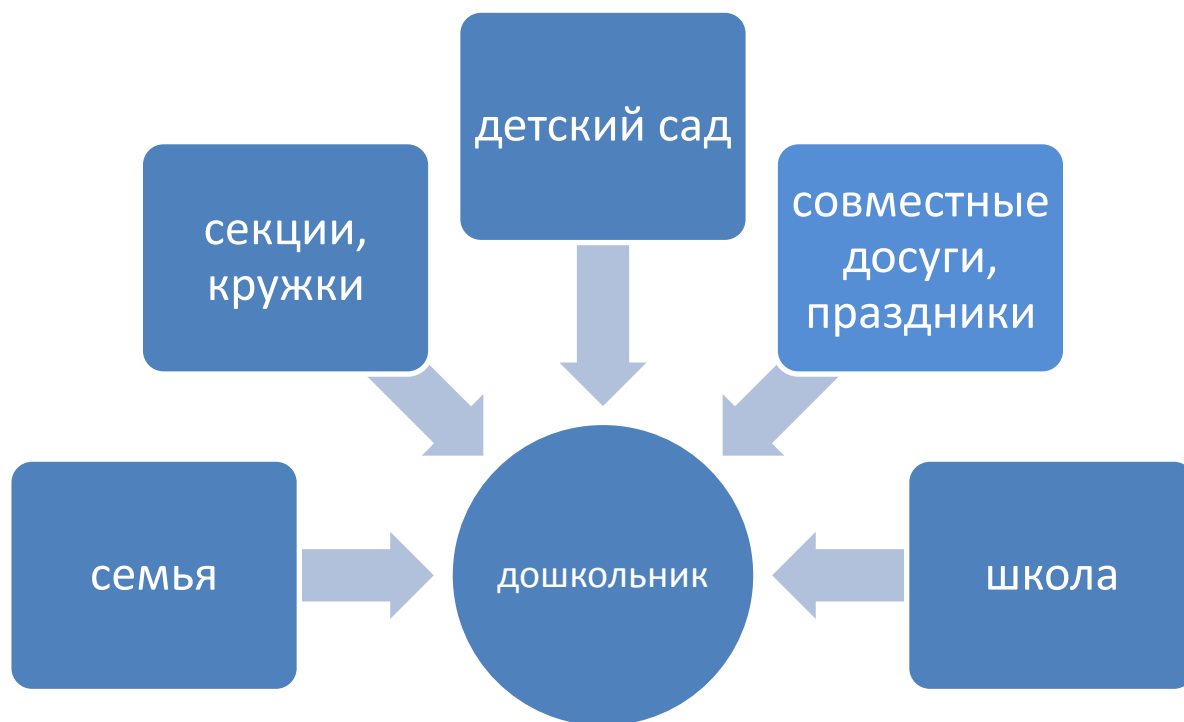 детский сад
секции,
кружки
совместные
досуги,
праздники
семья
дошкольник
школа